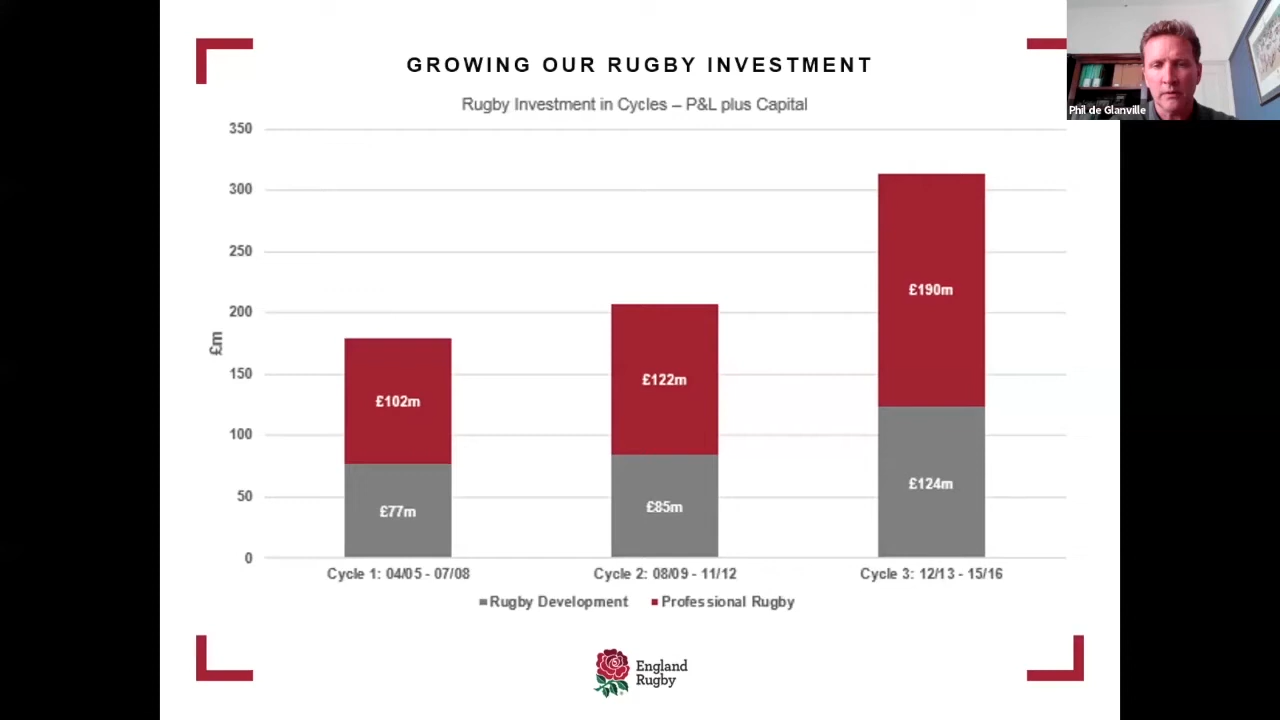 GROWING OUR RUGBY INVESTMENT
Phil de Glanville
Rugby Investment in Cycles – P&L plus Capital
350
300
250
200
150
100
50
0
£m
£102m
£77m
£122m
£85m
£190m
£124m
Cycle 1: 04/05 - 07/08
Cycle 2: 08/09 - 11/12
Cycle 3: 12/13 - 15/16
Rugby Development
Professional Rugby
England
Rugby